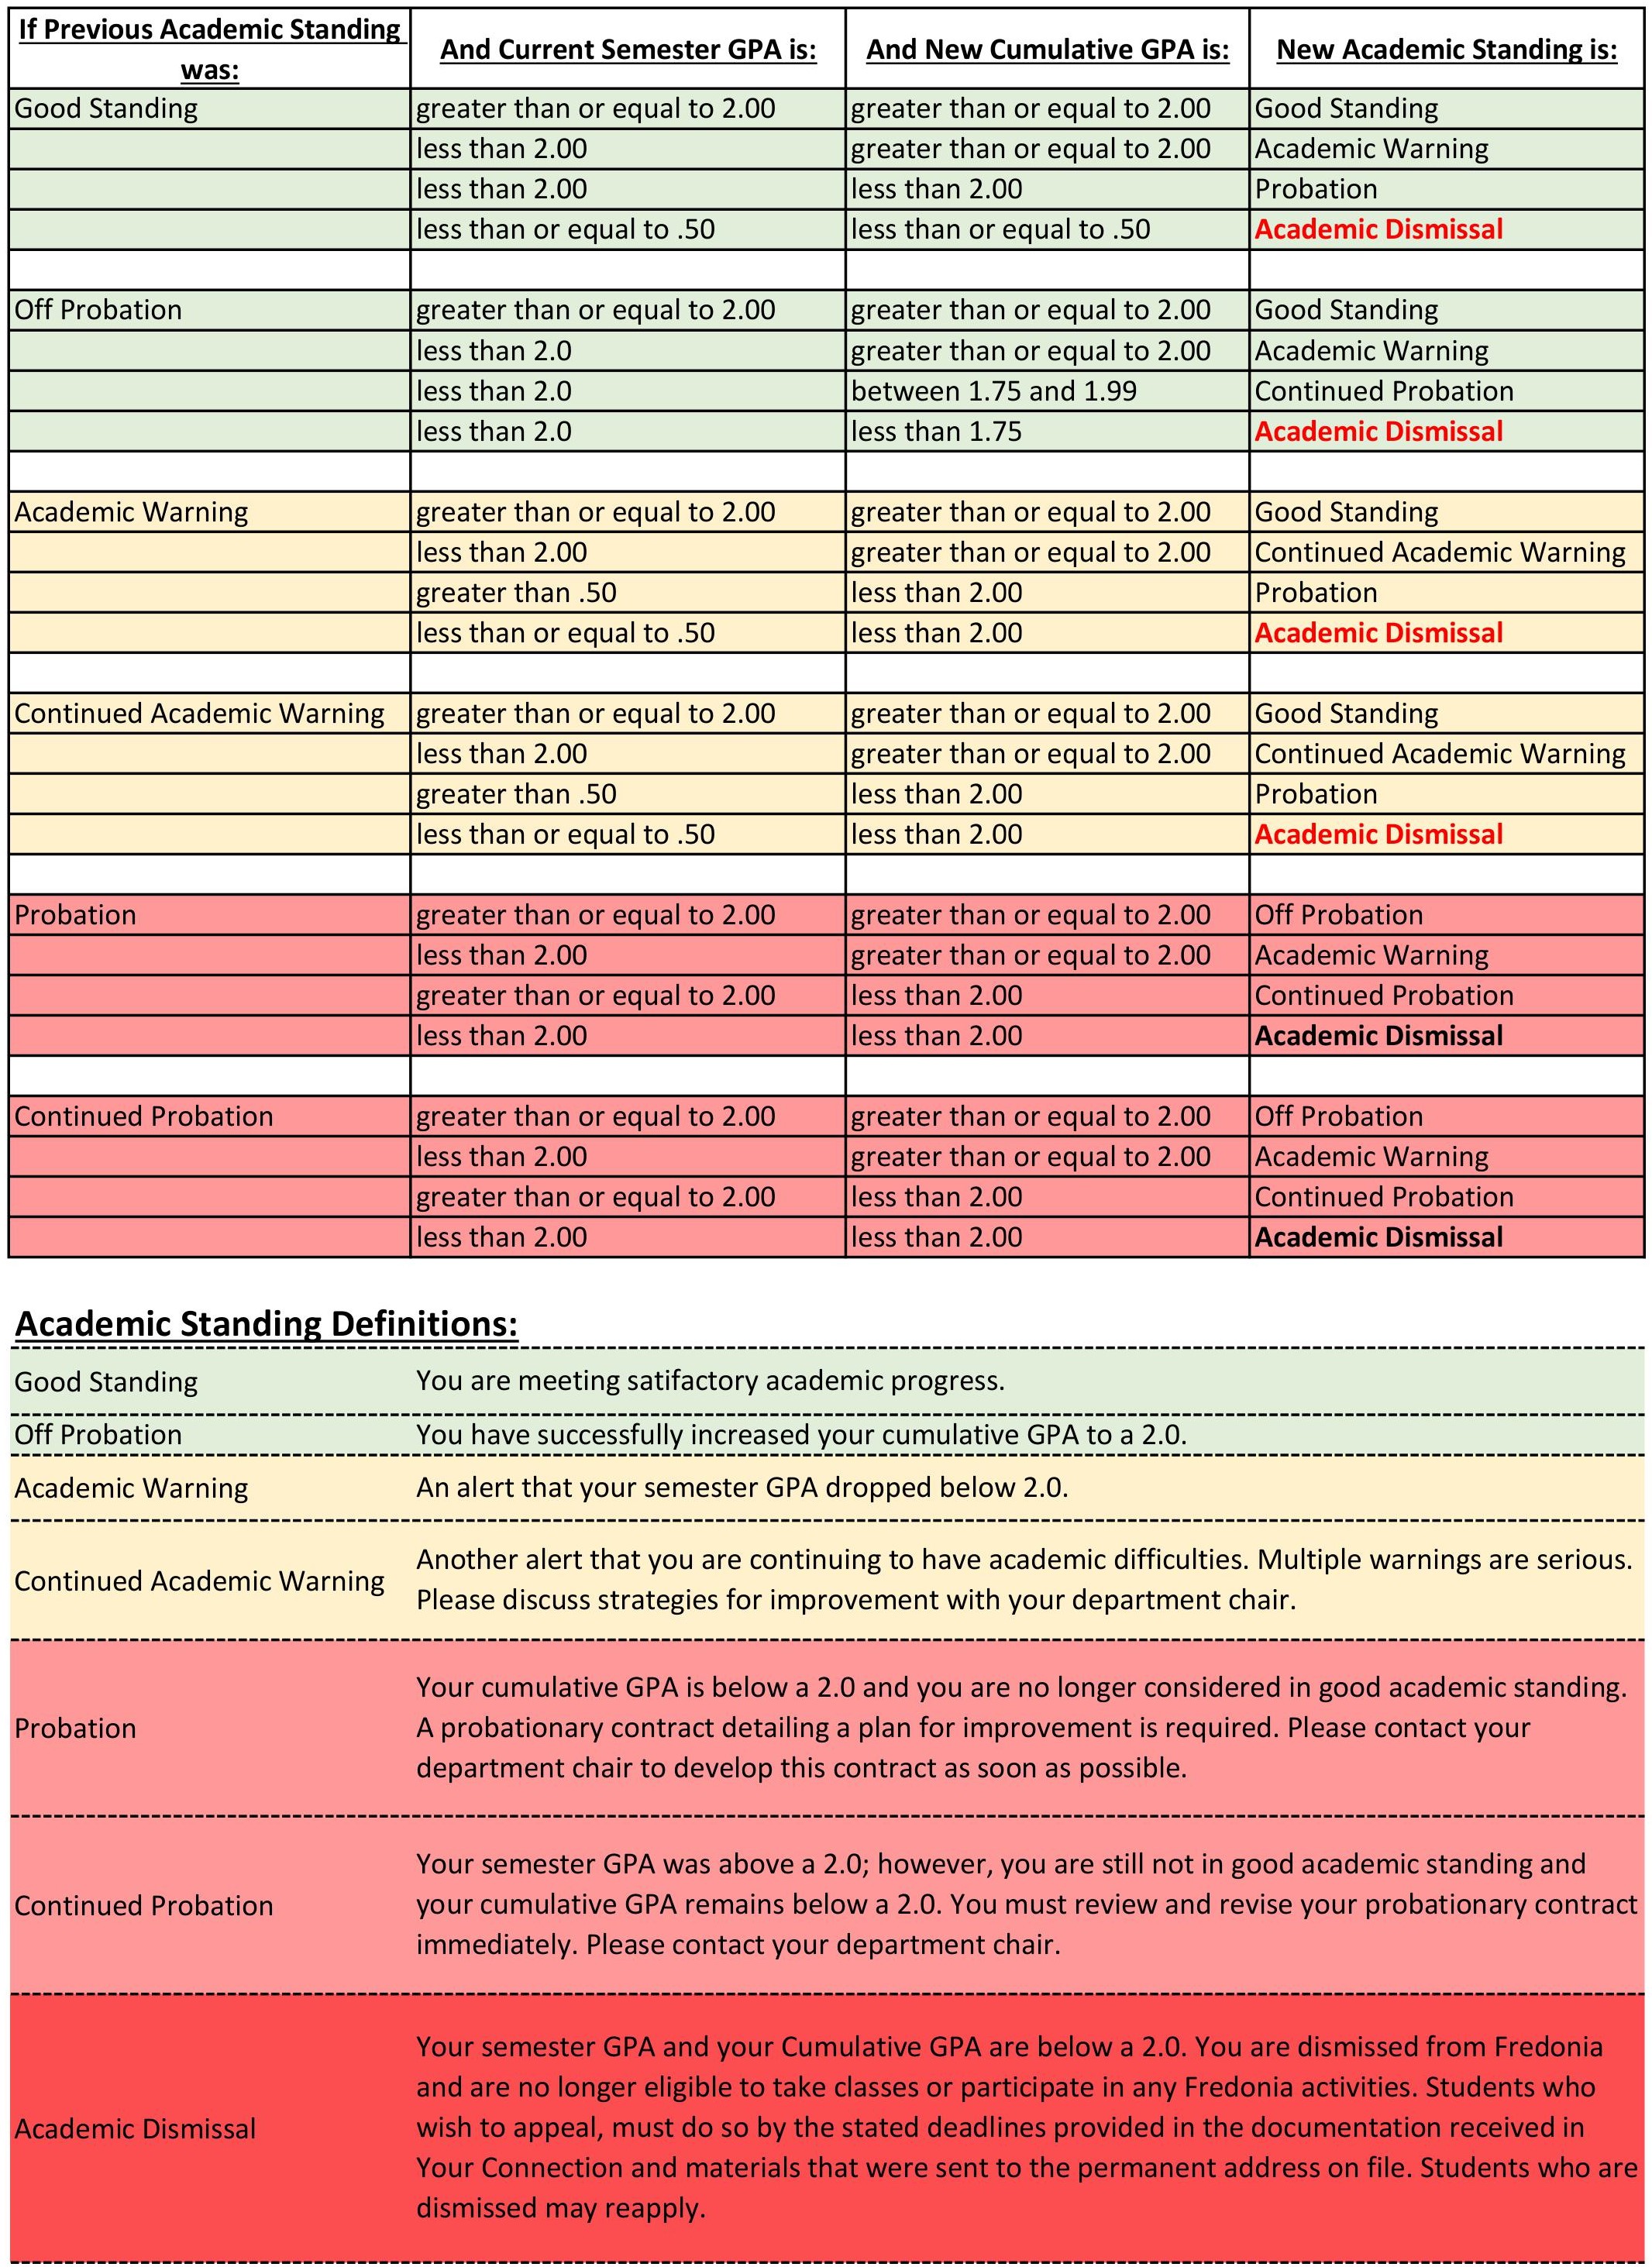 If Previous Academic Standing was: And Current Semester GPA is: And New Cumulative GPA is: New Academic Standing is:
Good Standing greater than or equal to 2.00 greater than or equal to 2.00 Good Standing
less than 2.00 greater than or equal to 2.00 Academic Warning
less than 2.00 less than 2.00 Probation
less than or equal to .50 less than or equal to .50 Academic Dismissal
Off Probation greater than or equal to 2.00 greater than or equal to 2.00 Good Standing
less than 2.0 greater than or equal to 2.00 Academic Warning
less than 2.0 between 1.75 and 1.99 Continued Probation
less than 2.0 less than 1.75 Academic Dismissal
Academic Warning greater than or equal to 2.00 greater than or equal to 2.00 Good Standing
less than 2.00 greater than or equal to 2.00 Continued Academic Warning
greater than .50 less than 2.00 Probation
less than or equal to .50 less than 2.00 Academic Dismissal
Continued Academic Warning greater than or equal to 2.00 greater than or equal to 2.00 Good Standing
less than 2.00 greater than or equal to 2.00 Continued Academic Warning
greater than .50 less than 2.00 Probation
less than or equal to .50 less than 2.00 Academic Dismissal
Probation greater than or equal to 2.00 greater than or equal to 2.00 Off Probation
less than 2.00 greater than or equal to 2.00 Academic Warning
greater than or equal to 2.00 less than 2.00 Continued Probation
less than 2.00 less than 2.00 Academic Dismissal
Continued Probation greater than or equal to 2.00 greater than or equal to 2.00 Off Probation
less than 2.00 greater than or equal to 2.00 Academic Warning
greater than or equal to 2.00 less than 2.00 Continued Probation
less than 2.00 less than 2.00 Academic Dismissal
Academic Standing Definitions:
Good Standing You are meeting satifactory academic progress.
Off Probation You have successfully increased your cumulative GPA to a 2.0.
Academic Warning An alert that your semester GPA dropped below 2.0.
Continued Academic Warning
Another alert that you are continuing to have academic difficulties. Multiple warnings are serious.
Please discuss strategies for improvement with your department chair.
Probation
Your cumulative GPA is below a 2.0 and you are no longer considered in good academic standing.
A probationary contract detailing a plan for improvement is required. Please contact your
department chair to develop this contract as soon as possible.
Continued Probation
Your semester GPA was above a 2.0; however, you are still not in good academic standing and
your cumulative GPA remains below a 2.0. You must review and revise your probationary contract
immediately. Please contact your department chair.
Academic Dismissal
Your semester GPA and your Cumulative GPA are below a 2.0. You are dismissed from Fredonia
and are no longer eligible to take classes or participate in any Fredonia activities. Students who
wish to appeal, must do so by the stated deadlines provided in the documentation received in
Your Connection and materials that were sent to the permanent address on file. Students who are
dismissed may reapply.